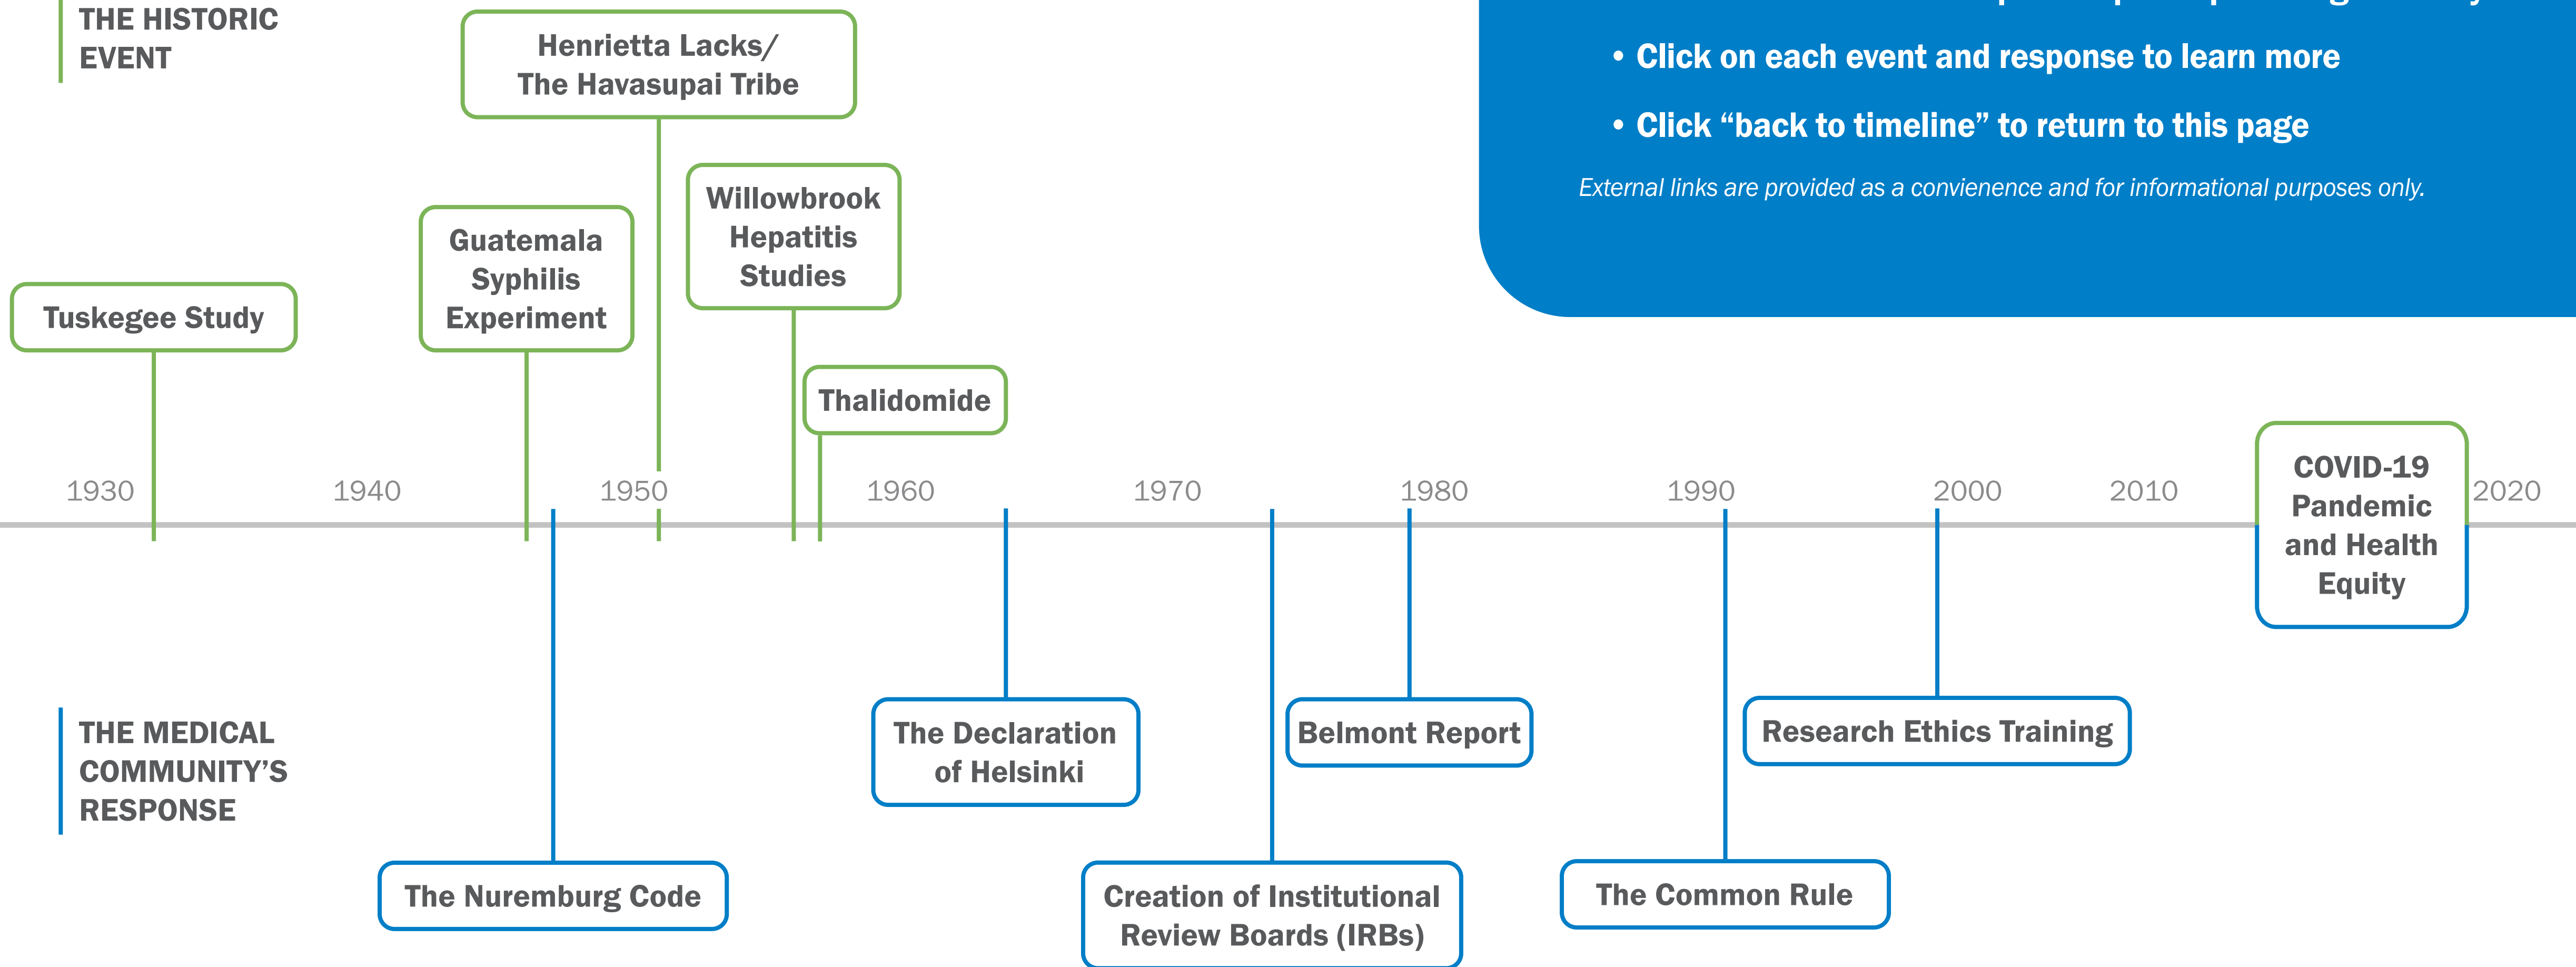 THE HISTORIC
EVENT
Henrietta Lacks/
The Havasupai Tribe
• Click on each event and response to learn more
• Click “back to timeline” to return to this page
External links are provided as a convienence and for informational purposes only.
Willowbrook
Hepatitis
Studies
Guatemala
Syphilis
Experiment
Tuskegee Study
Thalidomide
1930
1940
1950
1960
1970
1980
1990
2000
2010
2020
COVID-19
Pandemic
and Health
Equity
THE MEDICAL
COMMUNITY’S
RESPONSE
The Declaration
of Helsinki
Belmont Report
Research Ethics Training
The Nuremburg Code
Creation of Institutional
Review Boards (IRBs)
The Common Rule